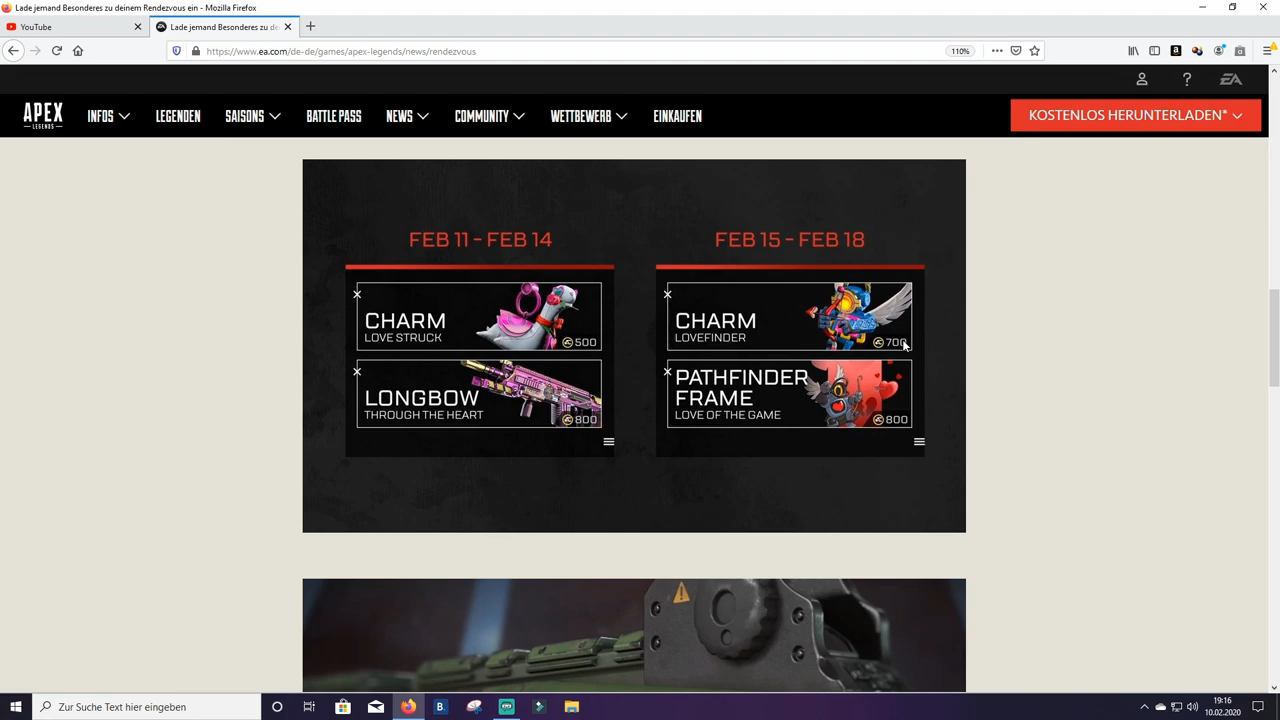 Lade jemand Besonderes zu deinem Rendezvous ein - Mozilla Firefox
YouTube
Lade jemand Besonderes zu de
https://www.ea.com/de-de/games/apex-legends/news/rendezvous
110%
APEX
LEGENDS
INFOS
LEGENDEN
SAISONS
BATTLE PASS
NEWS
COMMUNITY
WETTBEWERB
EINKAUFEN
KOSTENLOS HERUNTERLADEN*
FEB 11 – FEB 14
CHARM
LOVE STRUCK
500
LONGBOW
THROUGH THE HEART
800
FEB 15 – FEB 18
CHARM
LOVEFINDER
700
PATHFINDER
FRAME
LOVE OF THE GAME
800
Zur Suche Text hier eingeben
19:16
10.02.2020